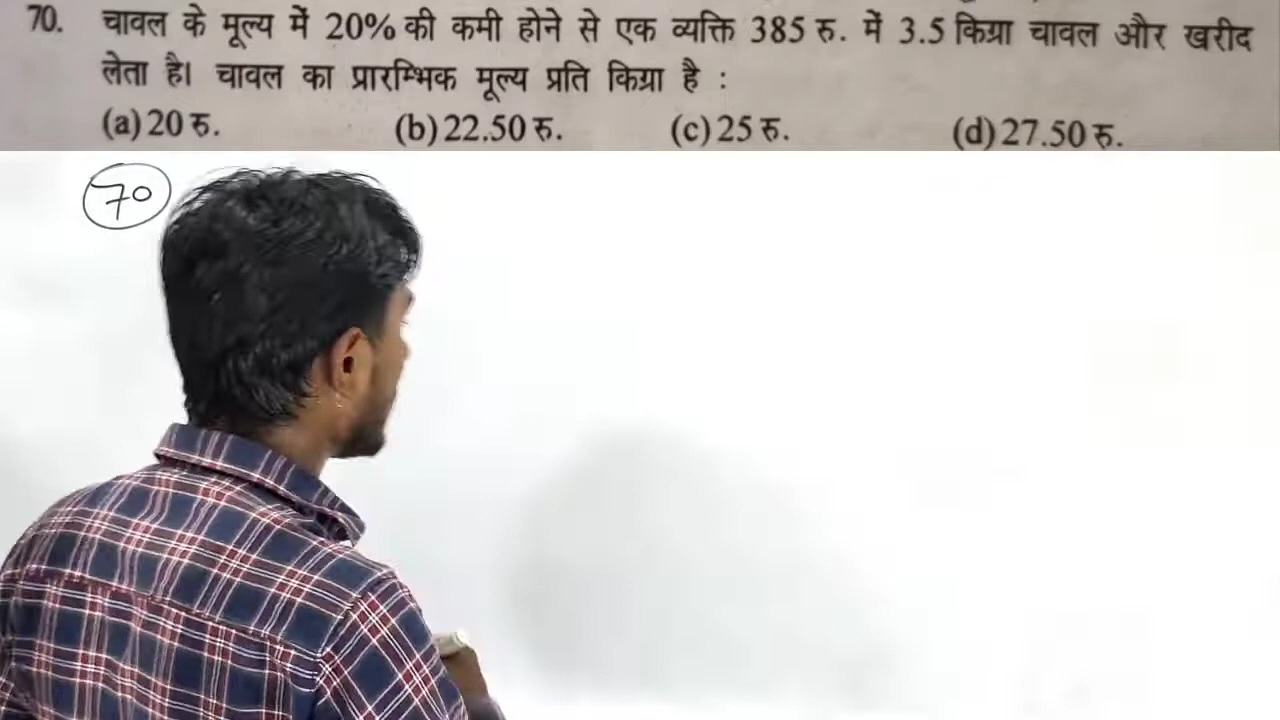 70. चावल के मूल्य में 20% की कमी होने से एक व्यक्ति 385 रु. में 3.5 किग्रा चावल और खरीद
लेता है। चावल का प्रारम्भिक मूल्य प्रति किग्रा है :
(a) 20 रु. (b) 22.50 रु. (c) 25 रु. (d) 27.50 रु.
70